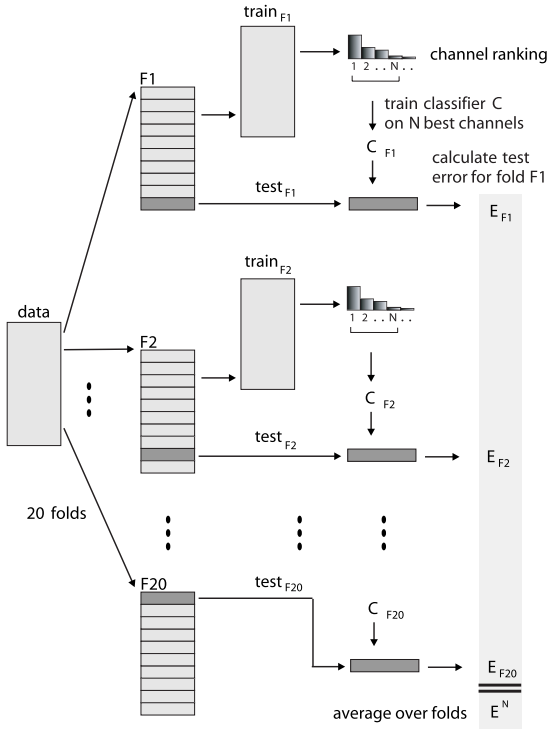 train F1
F1
1 2 . . N . .
channel ranking
train classifier C
on N best channels
C F1
calculate test
error for fold F1
test F1
E F1
train F2
data
F2
1 2 . . N . .
C F2
test F2
E F2
20 folds
F20
test F20
C F20
E F20
average over folds
E N